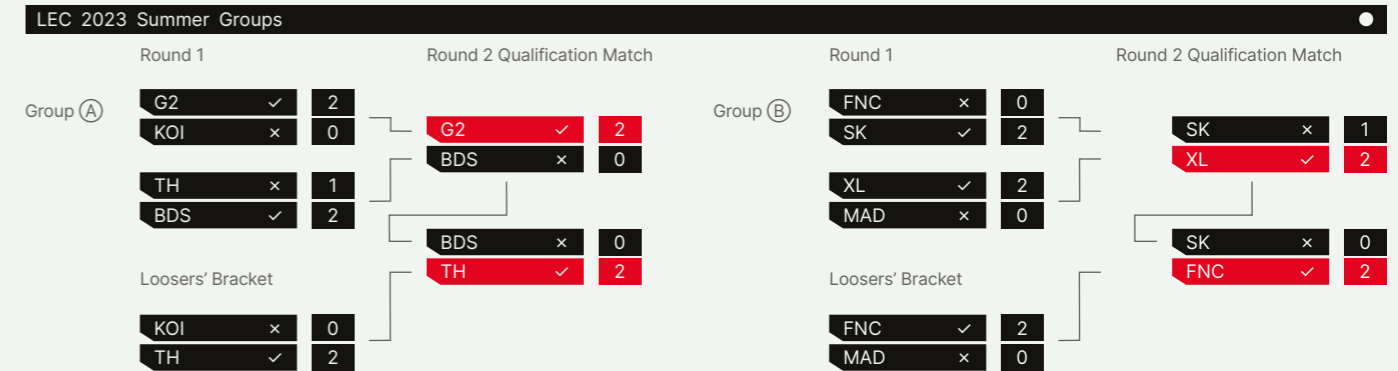 LEC 2023 Summer Groups
Round 1
Round 2 Qualification Match
Group A
G2 ✓ 2
KOI × 0
TH × 1
BDS ✓ 2
G2 ✓ 2
BDS × 0
BDS × 0
TH ✓ 2
Loosers’ Bracket
KOI × 0
TH ✓ 2
Round 1
Round 2 Qualification Match
Group B
FNC × 0
SK ✓ 2
XL ✓ 2
MAD × 0
SK × 1
XL ✓ 2
SK × 0
FNC ✓ 2
Loosers’ Bracket
FNC ✓ 2
MAD × 0